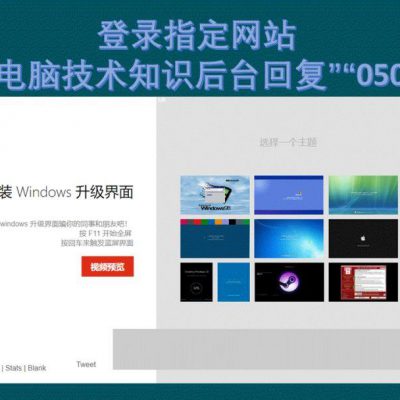 登录指定网站
电脑技术知识后台回复”“050
选择一个主题
装 Windows 升级界面
windows 升级界面骗你的同事和朋友吧！
按 F11 开始全屏
按回车来触发蓝屏界面
视频预览
Windows98
| Stats | Blank
Tweet